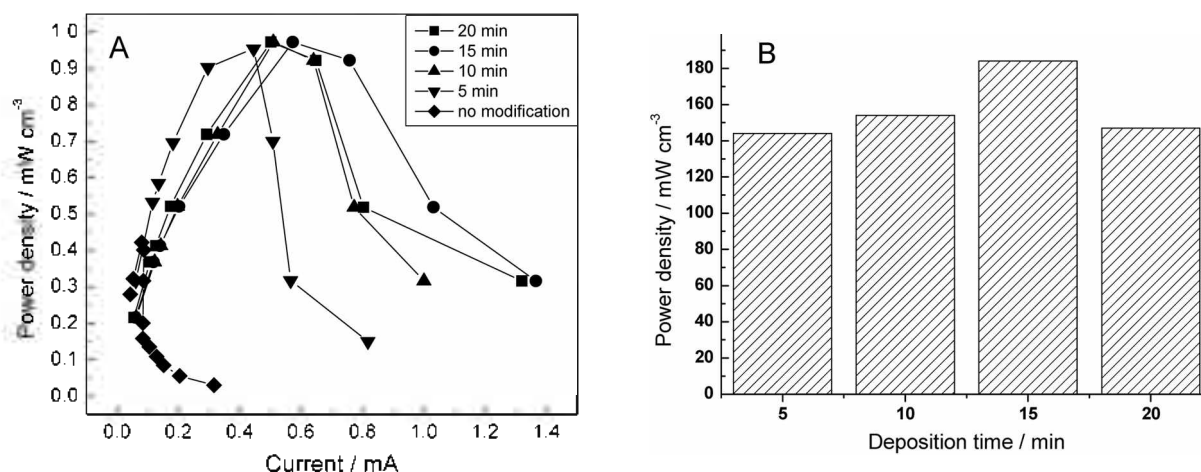 A
20 min
15 min
10 min
5 min
no modification
Power density / mW cm⁻³
1.0
0.9
0.8
0.7
0.6
0.5
0.4
0.3
0.2
0.1
0.0
0.0 0.2 0.4 0.6 0.8 1.0 1.2 1.4
Current / mA
B
Power density / mW cm⁻³
180
160
140
120
100
80
60
40
20
0
5 10 15 20
Deposition time / min